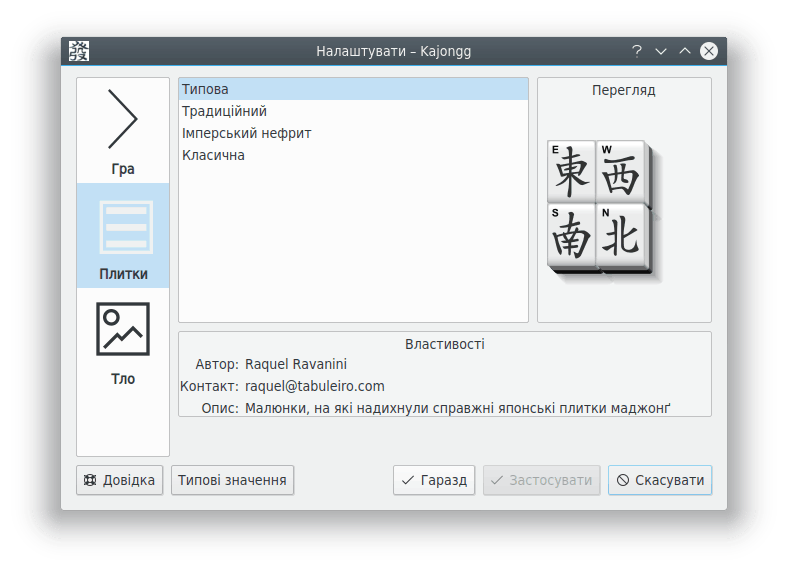 發
Налаштувати – Kajongg
?
Гра
Плитки
Тло
Типова
Традиційний
Імперський нефрит
Класична
Перегляд
E 東 W 西
S 南 N 北
Властивості
Автор: Raquel Ravanini
Контакт: raquel@tabuleiro.com
Опис: Малюнки, на які надихнули справжні японські плитки маджонґ
Довідка Типові значення Гаразд Застосувати Скасувати